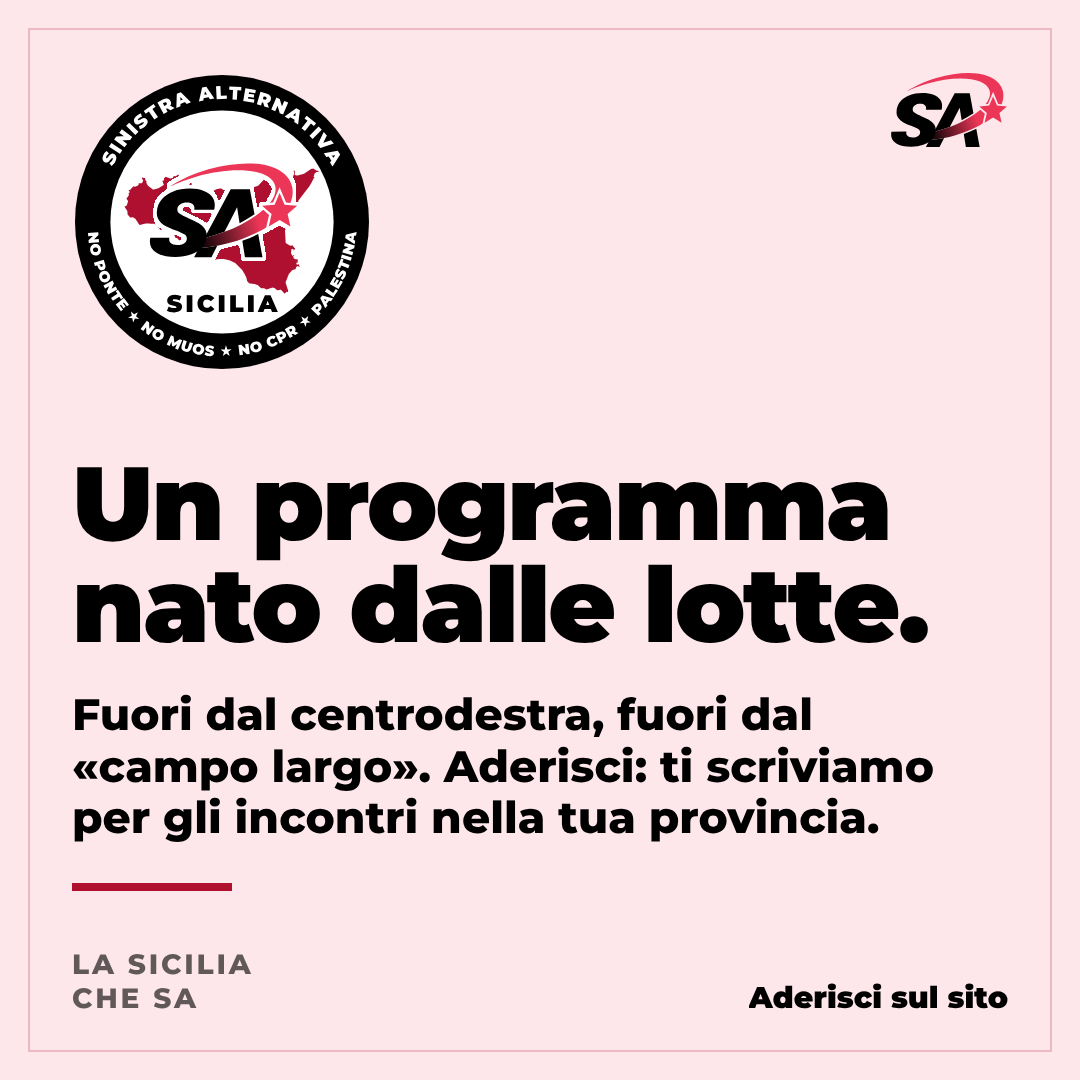 SINISTRA ALTERNATIVA
SA
SICILIA
NO PONTE ★ NO MUOS ★ NO CPR ★ PALESTINA
SA
Un programma
nato dalle lotte.
Fuori dal centrodestra, fuori dal
«campo largo». Aderisci: ti scriviamo
per gli incontri nella tua provincia.
LA SICILIA
CHE SA
Aderisci sul sito